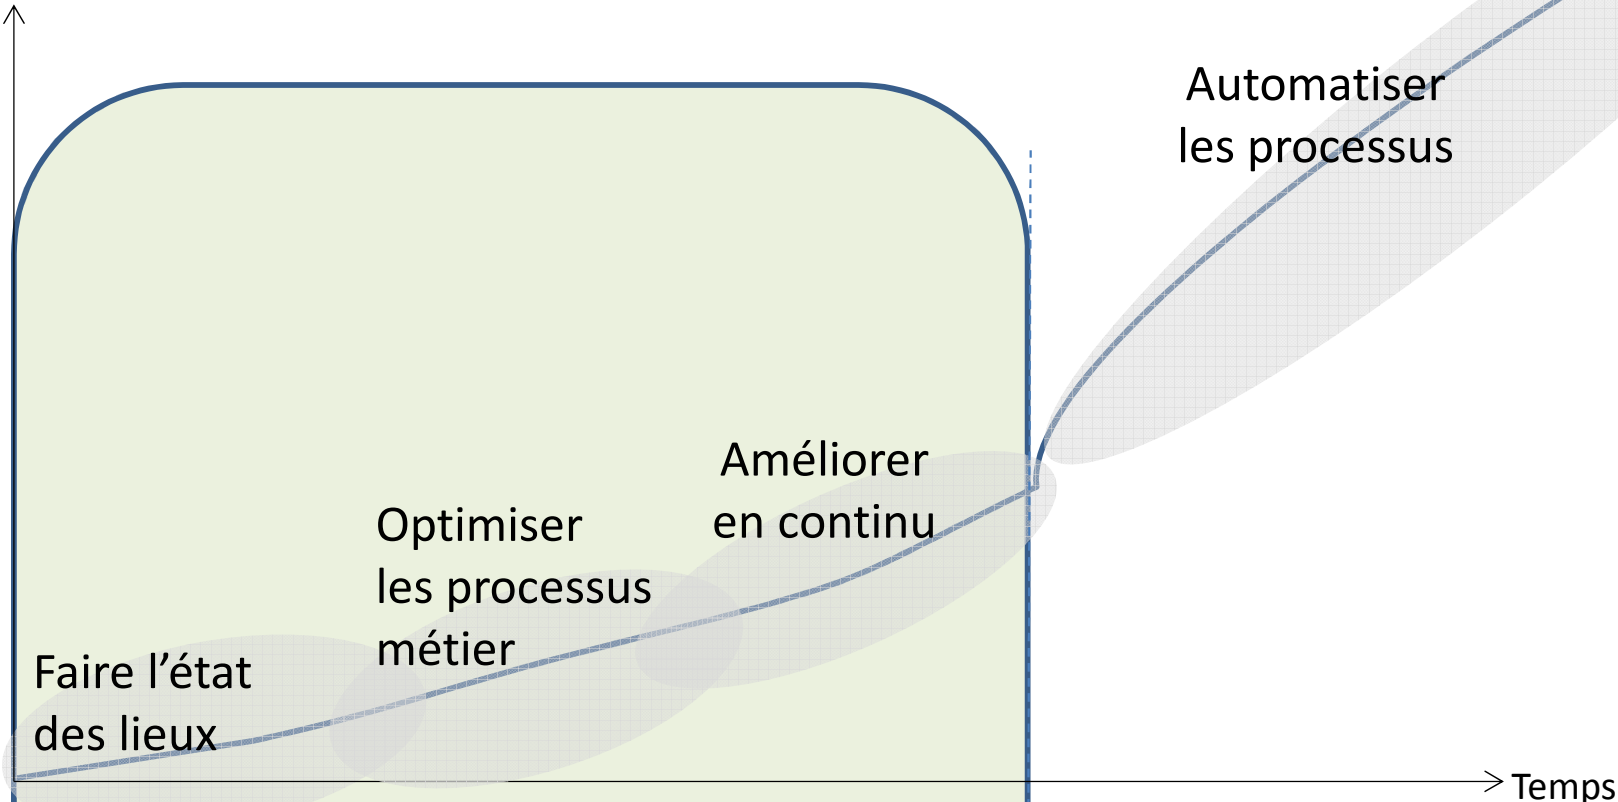 Automatiser
les processus
Améliorer
en continu
Optimiser
les processus
métier
Faire l’état
des lieux
Temps